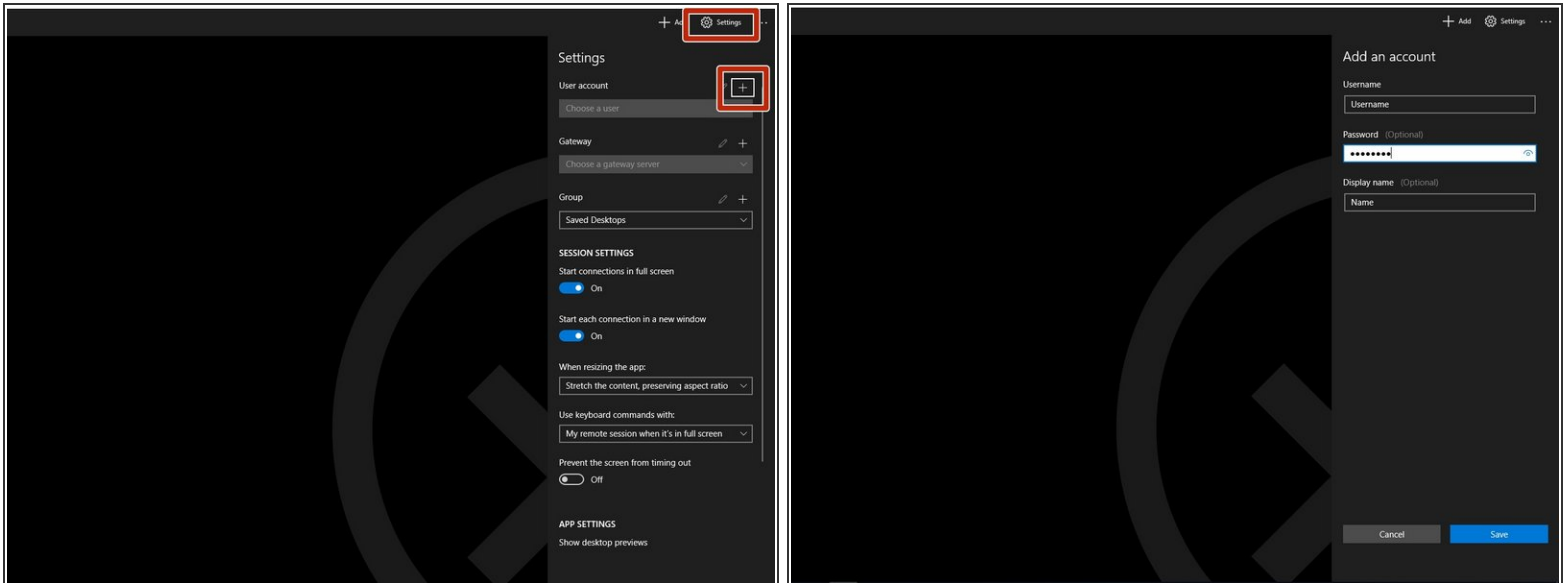 Ad Settings ...
Settings
User account
Choose a user
Gateway
Choose a gateway server
Group
Saved Desktops
SESSION SETTINGS
Start connections in full screen
On
Start each connection in a new window
On
When resizing the app:
Stretch the content, preserving aspect ratio
Use keyboard commands with:
My remote session when it's in full screen
Prevent the screen from timing out
Off
APP SETTINGS
Show desktop previews
Add Settings ...
Add an account
Username
Username
Password (Optional)
••••••••
Display name (Optional)
Name
Cancel Save